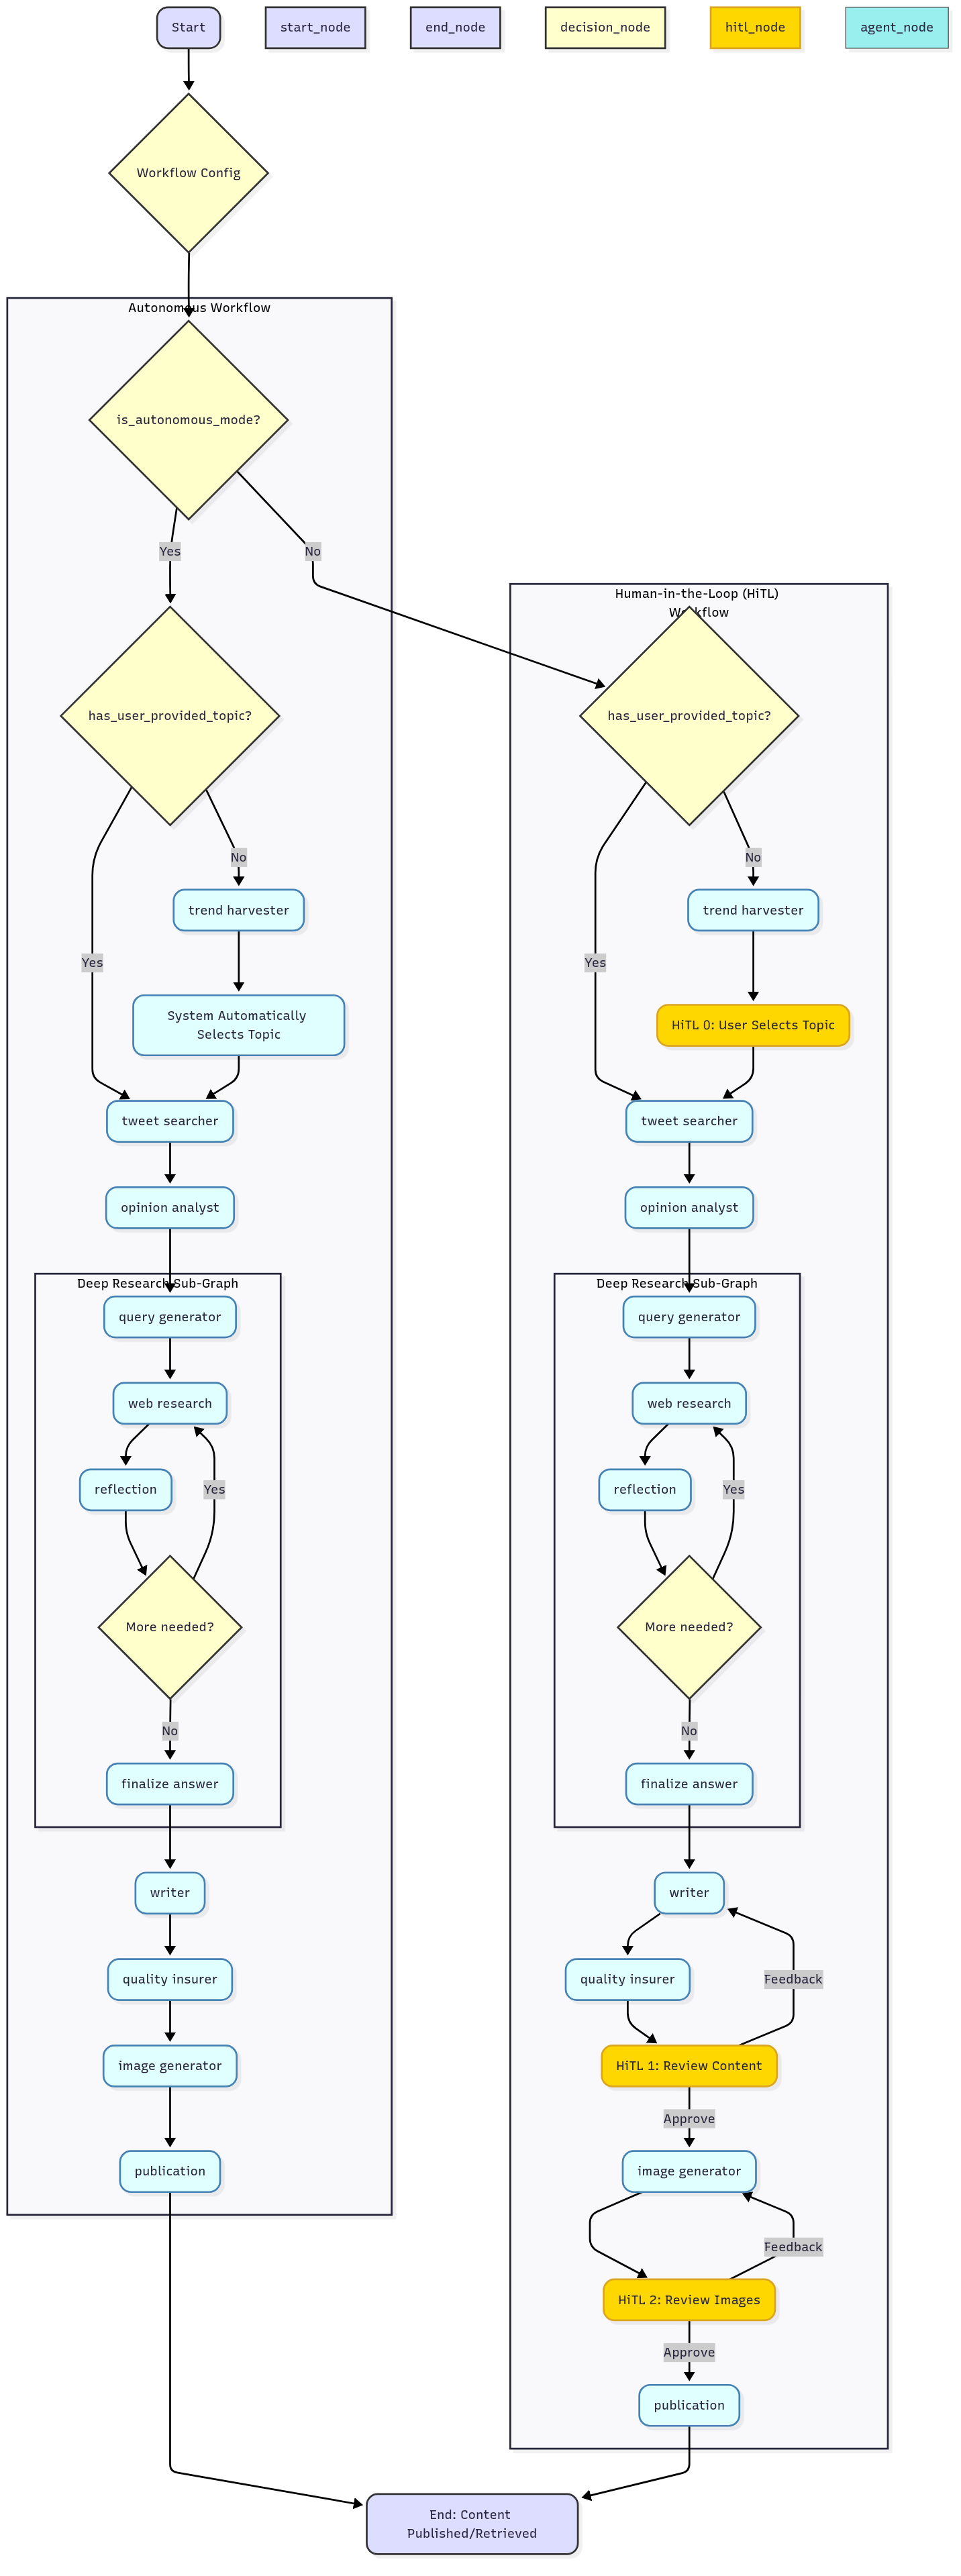 Start
start_node
end_node
decision_node
hitl_node
agent_node
Workflow Config
Autonomous Workflow
is_autonomous_mode?
Yes
No
has_user_provided_topic?
No
trend harvester
Yes
System Automatically
Selects Topic
tweet searcher
opinion analyst
Deep Research Sub-Graph
query generator
web research
reflection
Yes
More needed?
No
finalize answer
writer
quality insurer
image generator
publication
Human-in-the-Loop (HiTL)
Workflow
has_user_provided_topic?
No
trend harvester
Yes
HiTL 0: User Selects Topic
tweet searcher
opinion analyst
Deep Research Sub-Graph
query generator
web research
reflection
Yes
More needed?
No
finalize answer
writer
quality insurer
Feedback
HiTL 1: Review Content
Approve
image generator
Feedback
HiTL 2: Review Images
Approve
publication
End: Content
Published/Retrieved